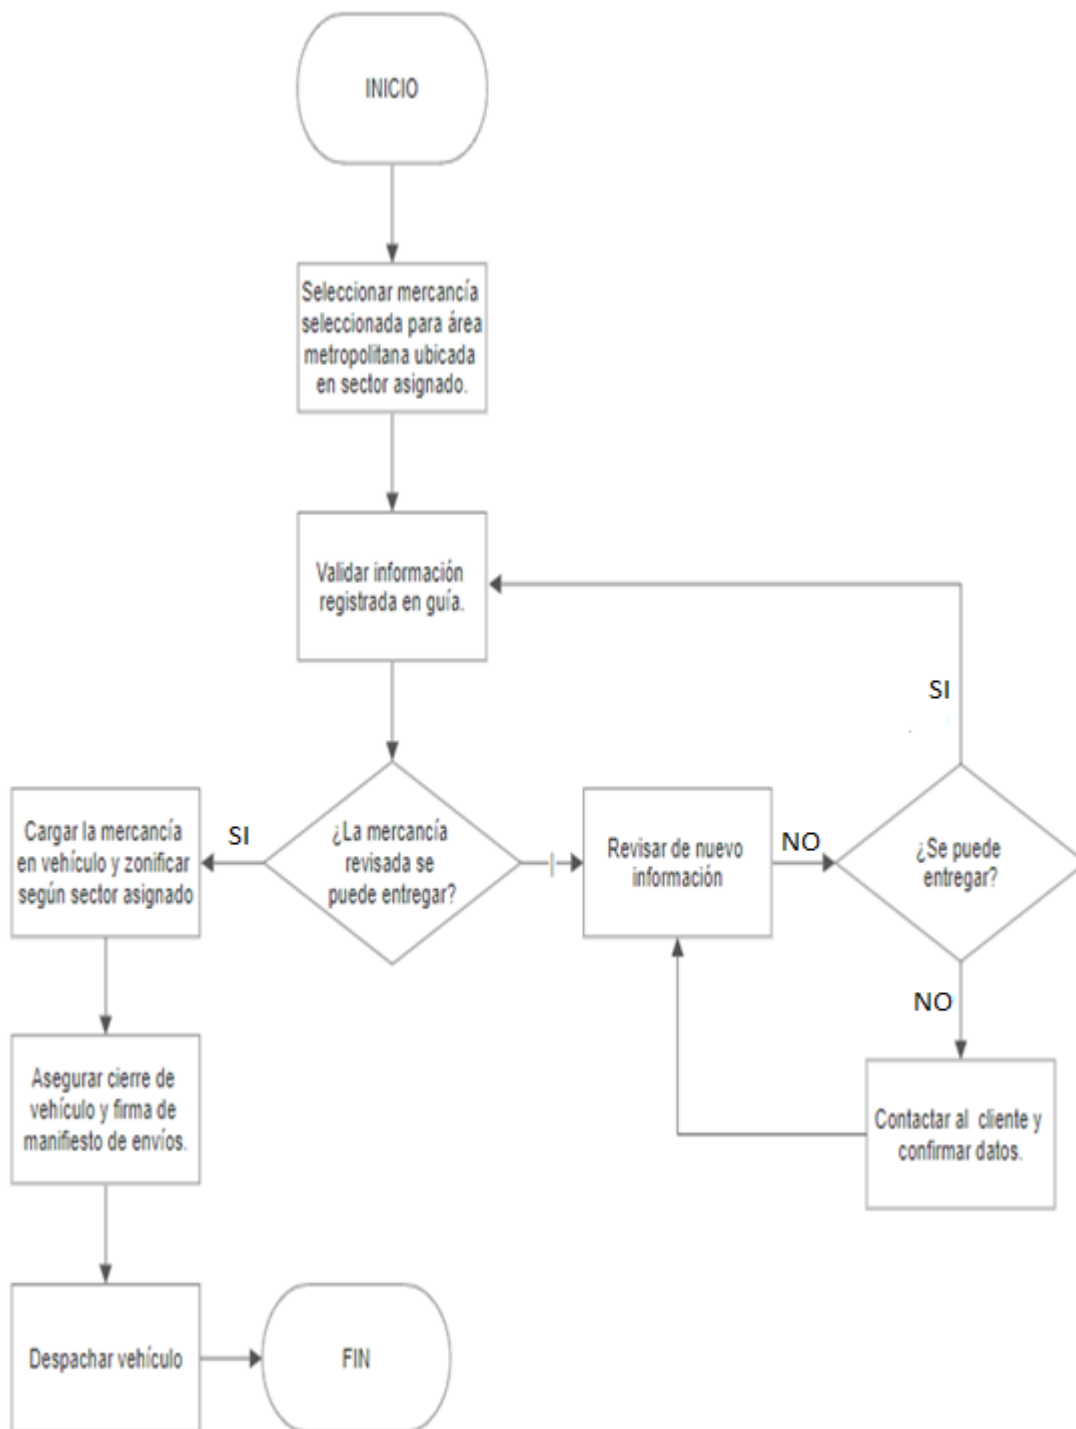 INICIO
Seleccionar mercancía
seleccionada para área
metropolitana ubicada
en sector asignado.
Validar información
registrada en guía.
SI
Cargar la mercancía
en vehículo y zonificar
según sector asignado
SI
¿La mercancía
revisada se
puede entregar?
Revisar de nuevo
información
NO
¿Se puede
entregar?
NO
Asegurar cierre de
vehículo y firma de
manifiesto de envíos.
Contactar al cliente y
confirmar datos.
Despachar vehículo
FIN